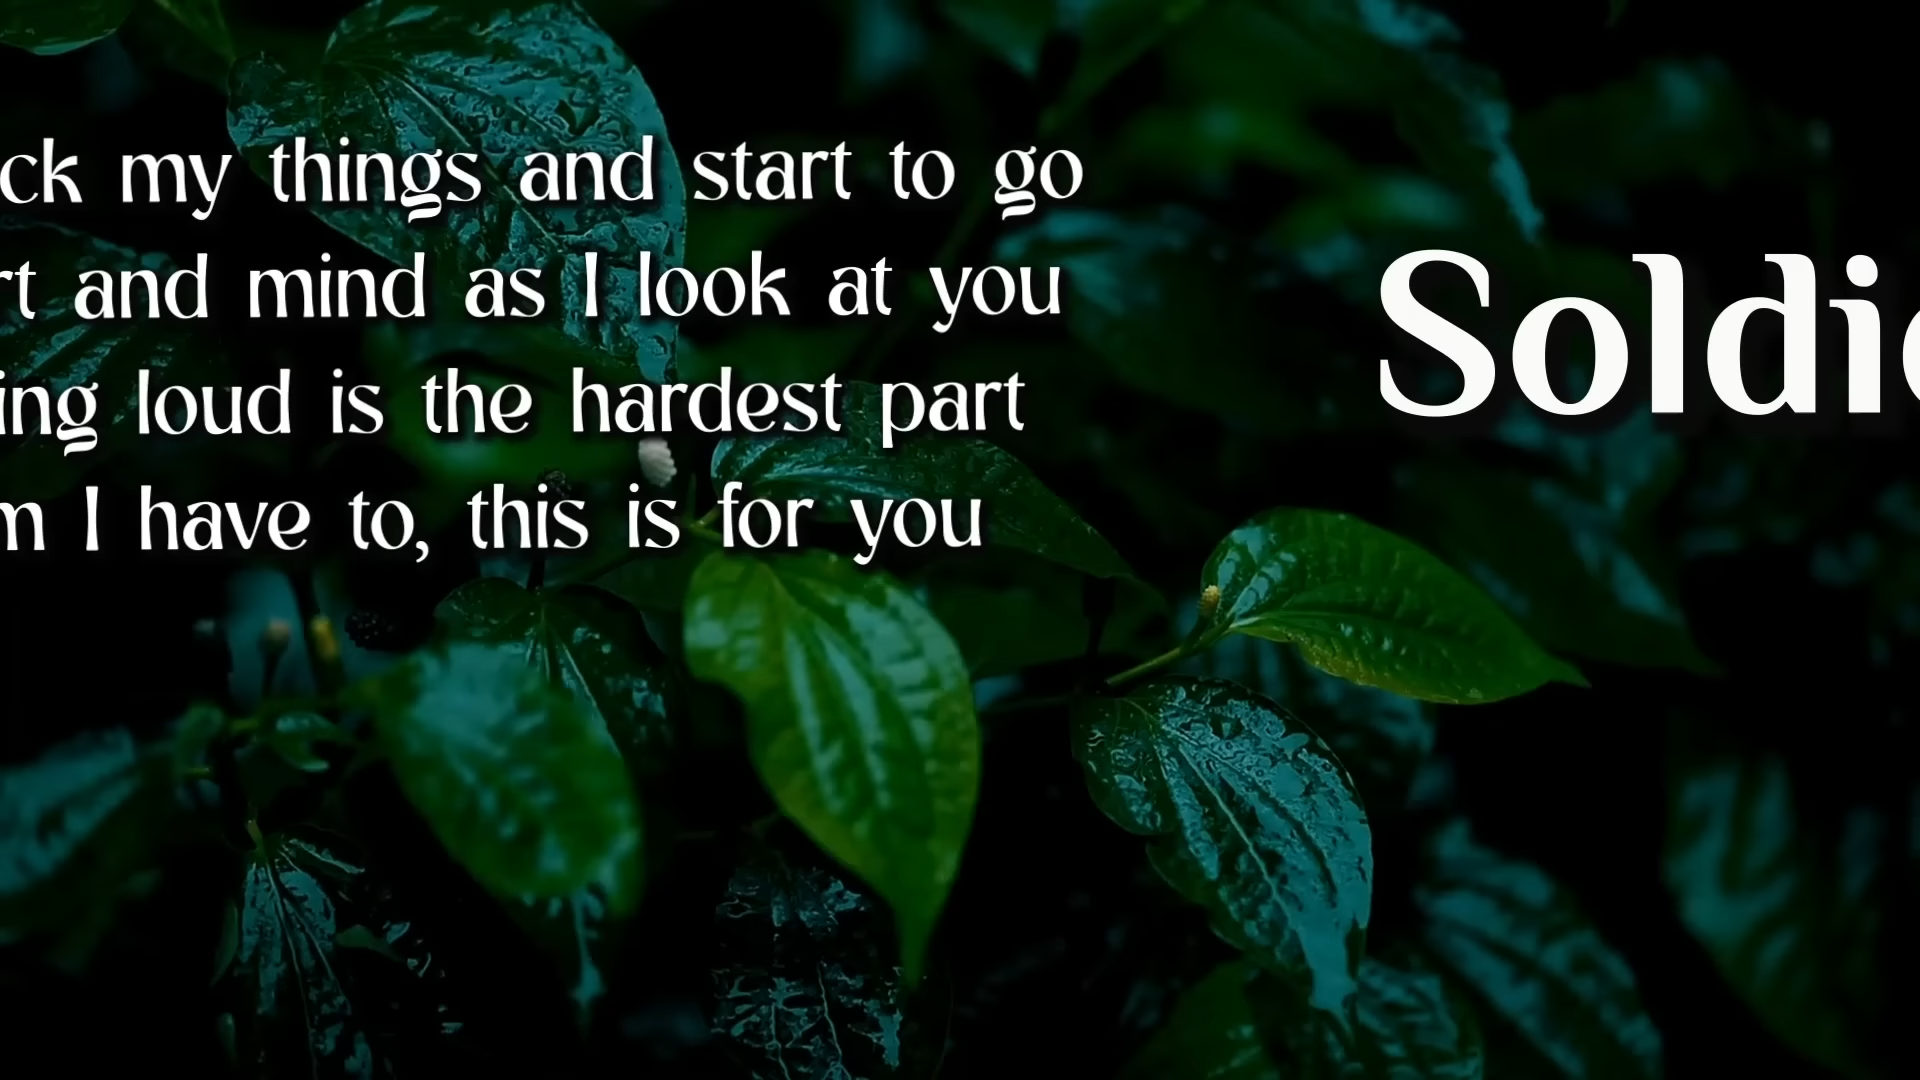 ck my things and start to go
rt and mind as I look at you
ing loud is the hardest part
m I have to, this is for you
Soldi